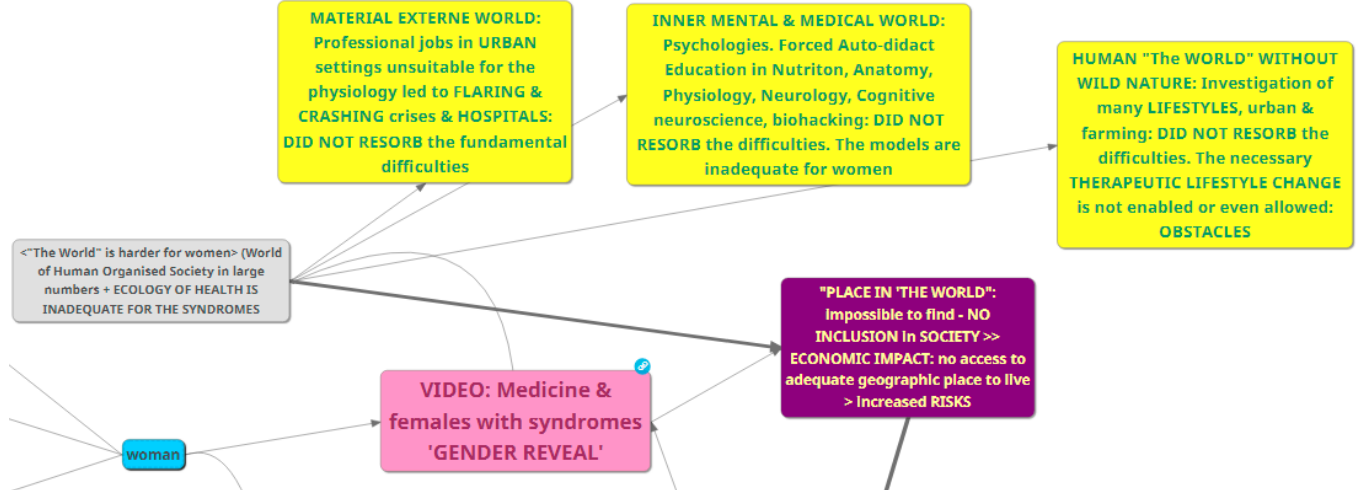 MATERIAL EXTERNE WORLD:
Professional jobs in URBAN
settings unsuitable for the
physiology led to FLARING &
CRASHING crises & HOSPITALS:
DID NOT RESORB the fundamental
difficulties
INNER MENTAL & MEDICAL WORLD:
Psychologies. Forced Auto-didact
Education in Nutriton, Anatomy,
Physiology, Neurology, Cognitive
neuroscience, biohacking: DID NOT
RESORB the difficulties. The models are
inadequate for women
HUMAN "The WORLD" WITHOUT
WILD NATURE: Investigation of
many LIFESTYLES, urban &
farming: DID NOT RESORB the
difficulties. The necessary
THERAPEUTIC LIFESTYLE CHANGE
is not enabled or even allowed:
OBSTACLES
<"The World" is harder for women> (World
of Human Organised Society in large
numbers + ECOLOGY OF HEALTH IS
INADEQUATE FOR THE SYNDROMES
"PLACE IN 'THE WORLD":
impossible to find - NO
INCLUSION in SOCIETY >>
ECONOMIC IMPACT: no access to
adequate geographic place to live
> increased RISKS
VIDEO: Medicine &
females with syndromes
'GENDER REVEAL'
woman